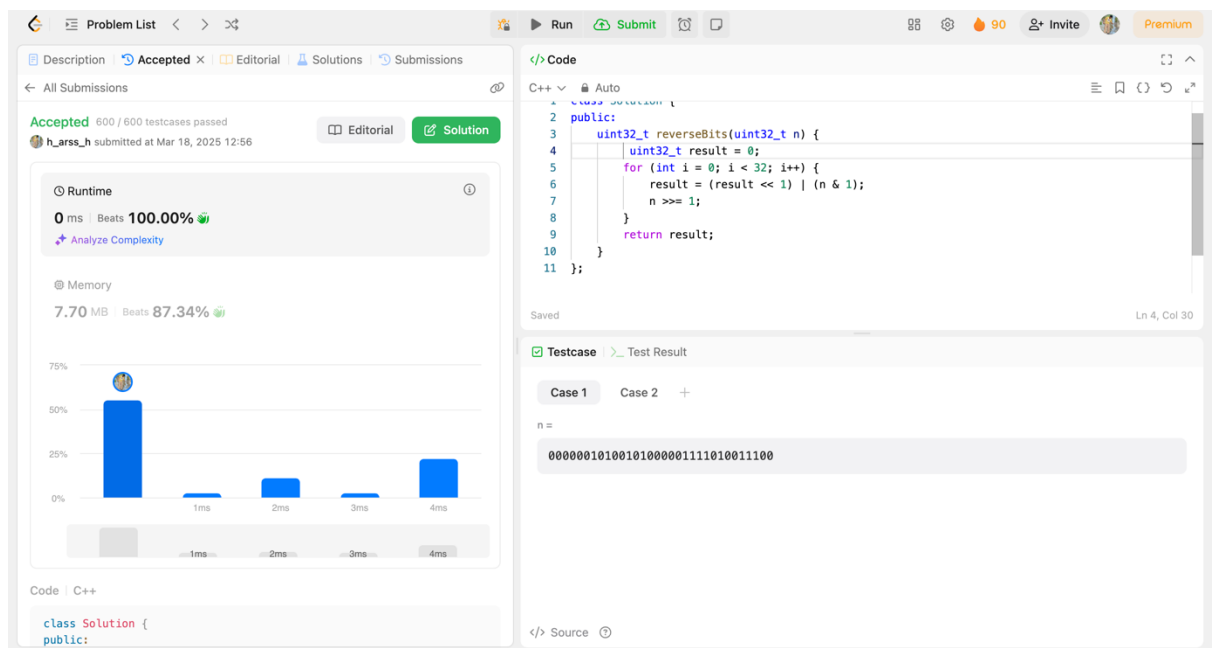 Problem List
Run
Submit
90
Invite
Premium
Description
Accepted
Editorial
Solutions
Submissions
All Submissions
Accepted 600 / 600 testcases passed
h_arss_h submitted at Mar 18, 2025 12:56
Editorial
Solution
Runtime
0 ms | Beats 100.00%
Analyze Complexity
Memory
7.70 MB | Beats 87.34%
75%
50%
25%
0%
1ms 2ms 3ms 4ms
1ms 2ms 3ms 4ms
Code | C++
class Solution {
public:
</> Code
C++ Auto
1 class Solution {
2 public:
3 uint32_t reverseBits(uint32_t n) {
4 uint32_t result = 0;
5 for (int i = 0; i < 32; i++) {
6 result = (result << 1) | (n & 1);
7 n >>= 1;
8 }
9 return result;
10 }
11 };
Saved
Ln 4, Col 30
Testcase
>_ Test Result
Case 1 Case 2 +
n =
00000010100101000001111010011100
</> Source